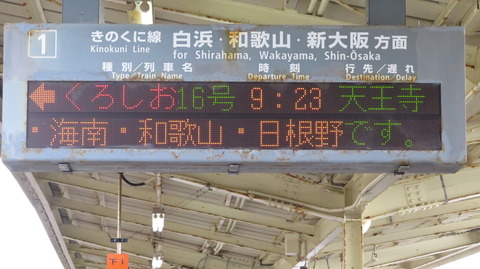 1
きのくに線 白浜・和歌山・新大阪 方面
Kinokuni Line for Shirahama, Wakayama, Shin-Ōsaka
種別/列車名 時刻 行先/遅れ
Type/Train Name Departure Time Destination/Delay
←くろしお16号 9:23 天王寺
・海南・和歌山・日根野です。
下り